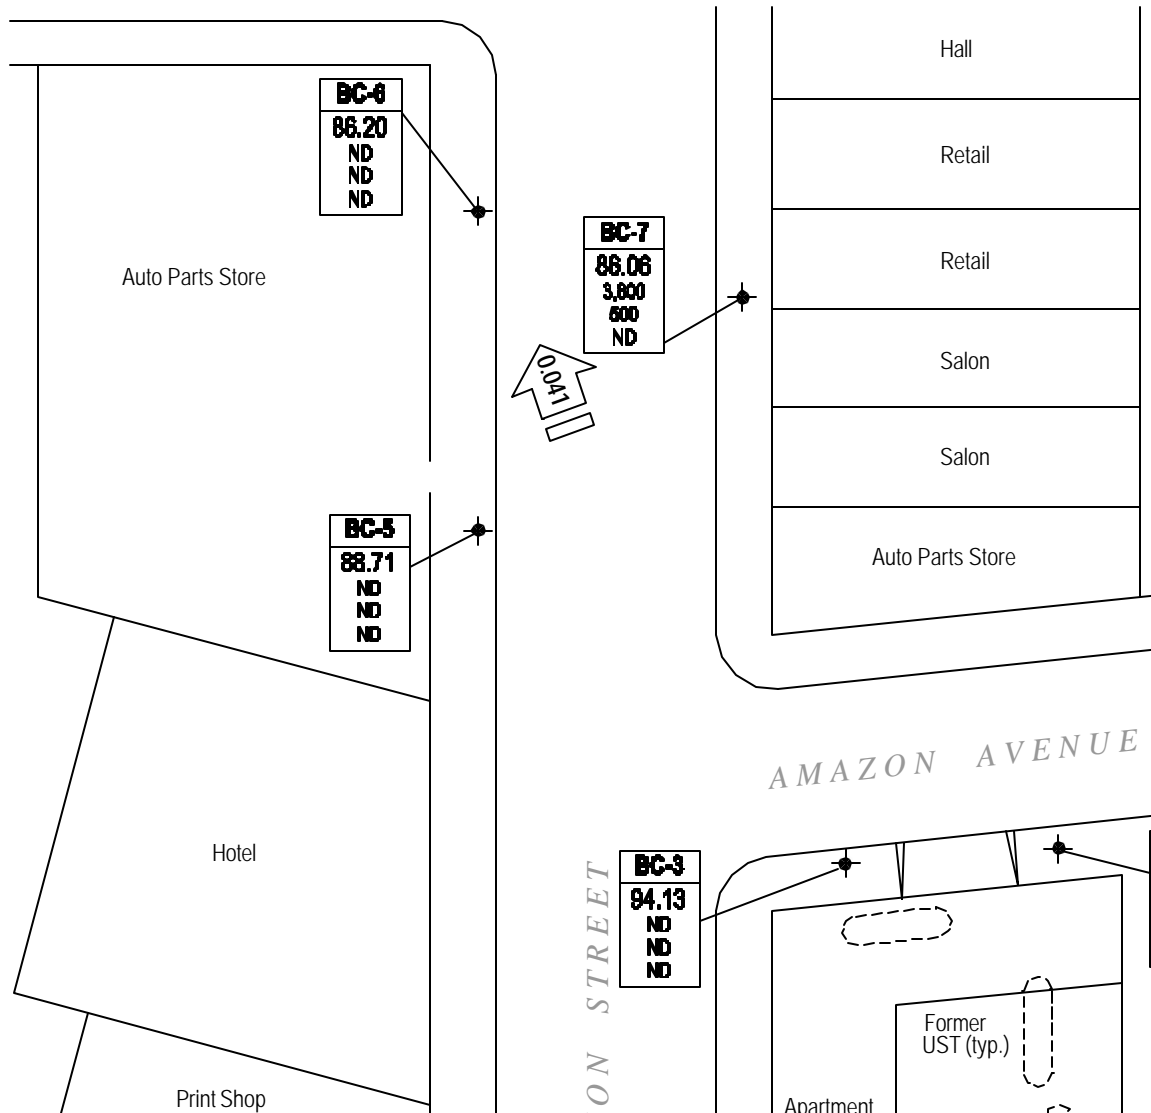 Hall
BC-6
86.20
ND
ND
ND
Retail
BC-7
86.06
3,800
500
ND
Retail
Auto Parts Store
0.041
Salon
Salon
BC-5
88.71
ND
ND
ND
Auto Parts Store
AMAZON AVENUE
Hotel
BC-3
94.13
ND
ND
ND
ON STREET
Former
UST (typ.)
Print Shop
Apartment